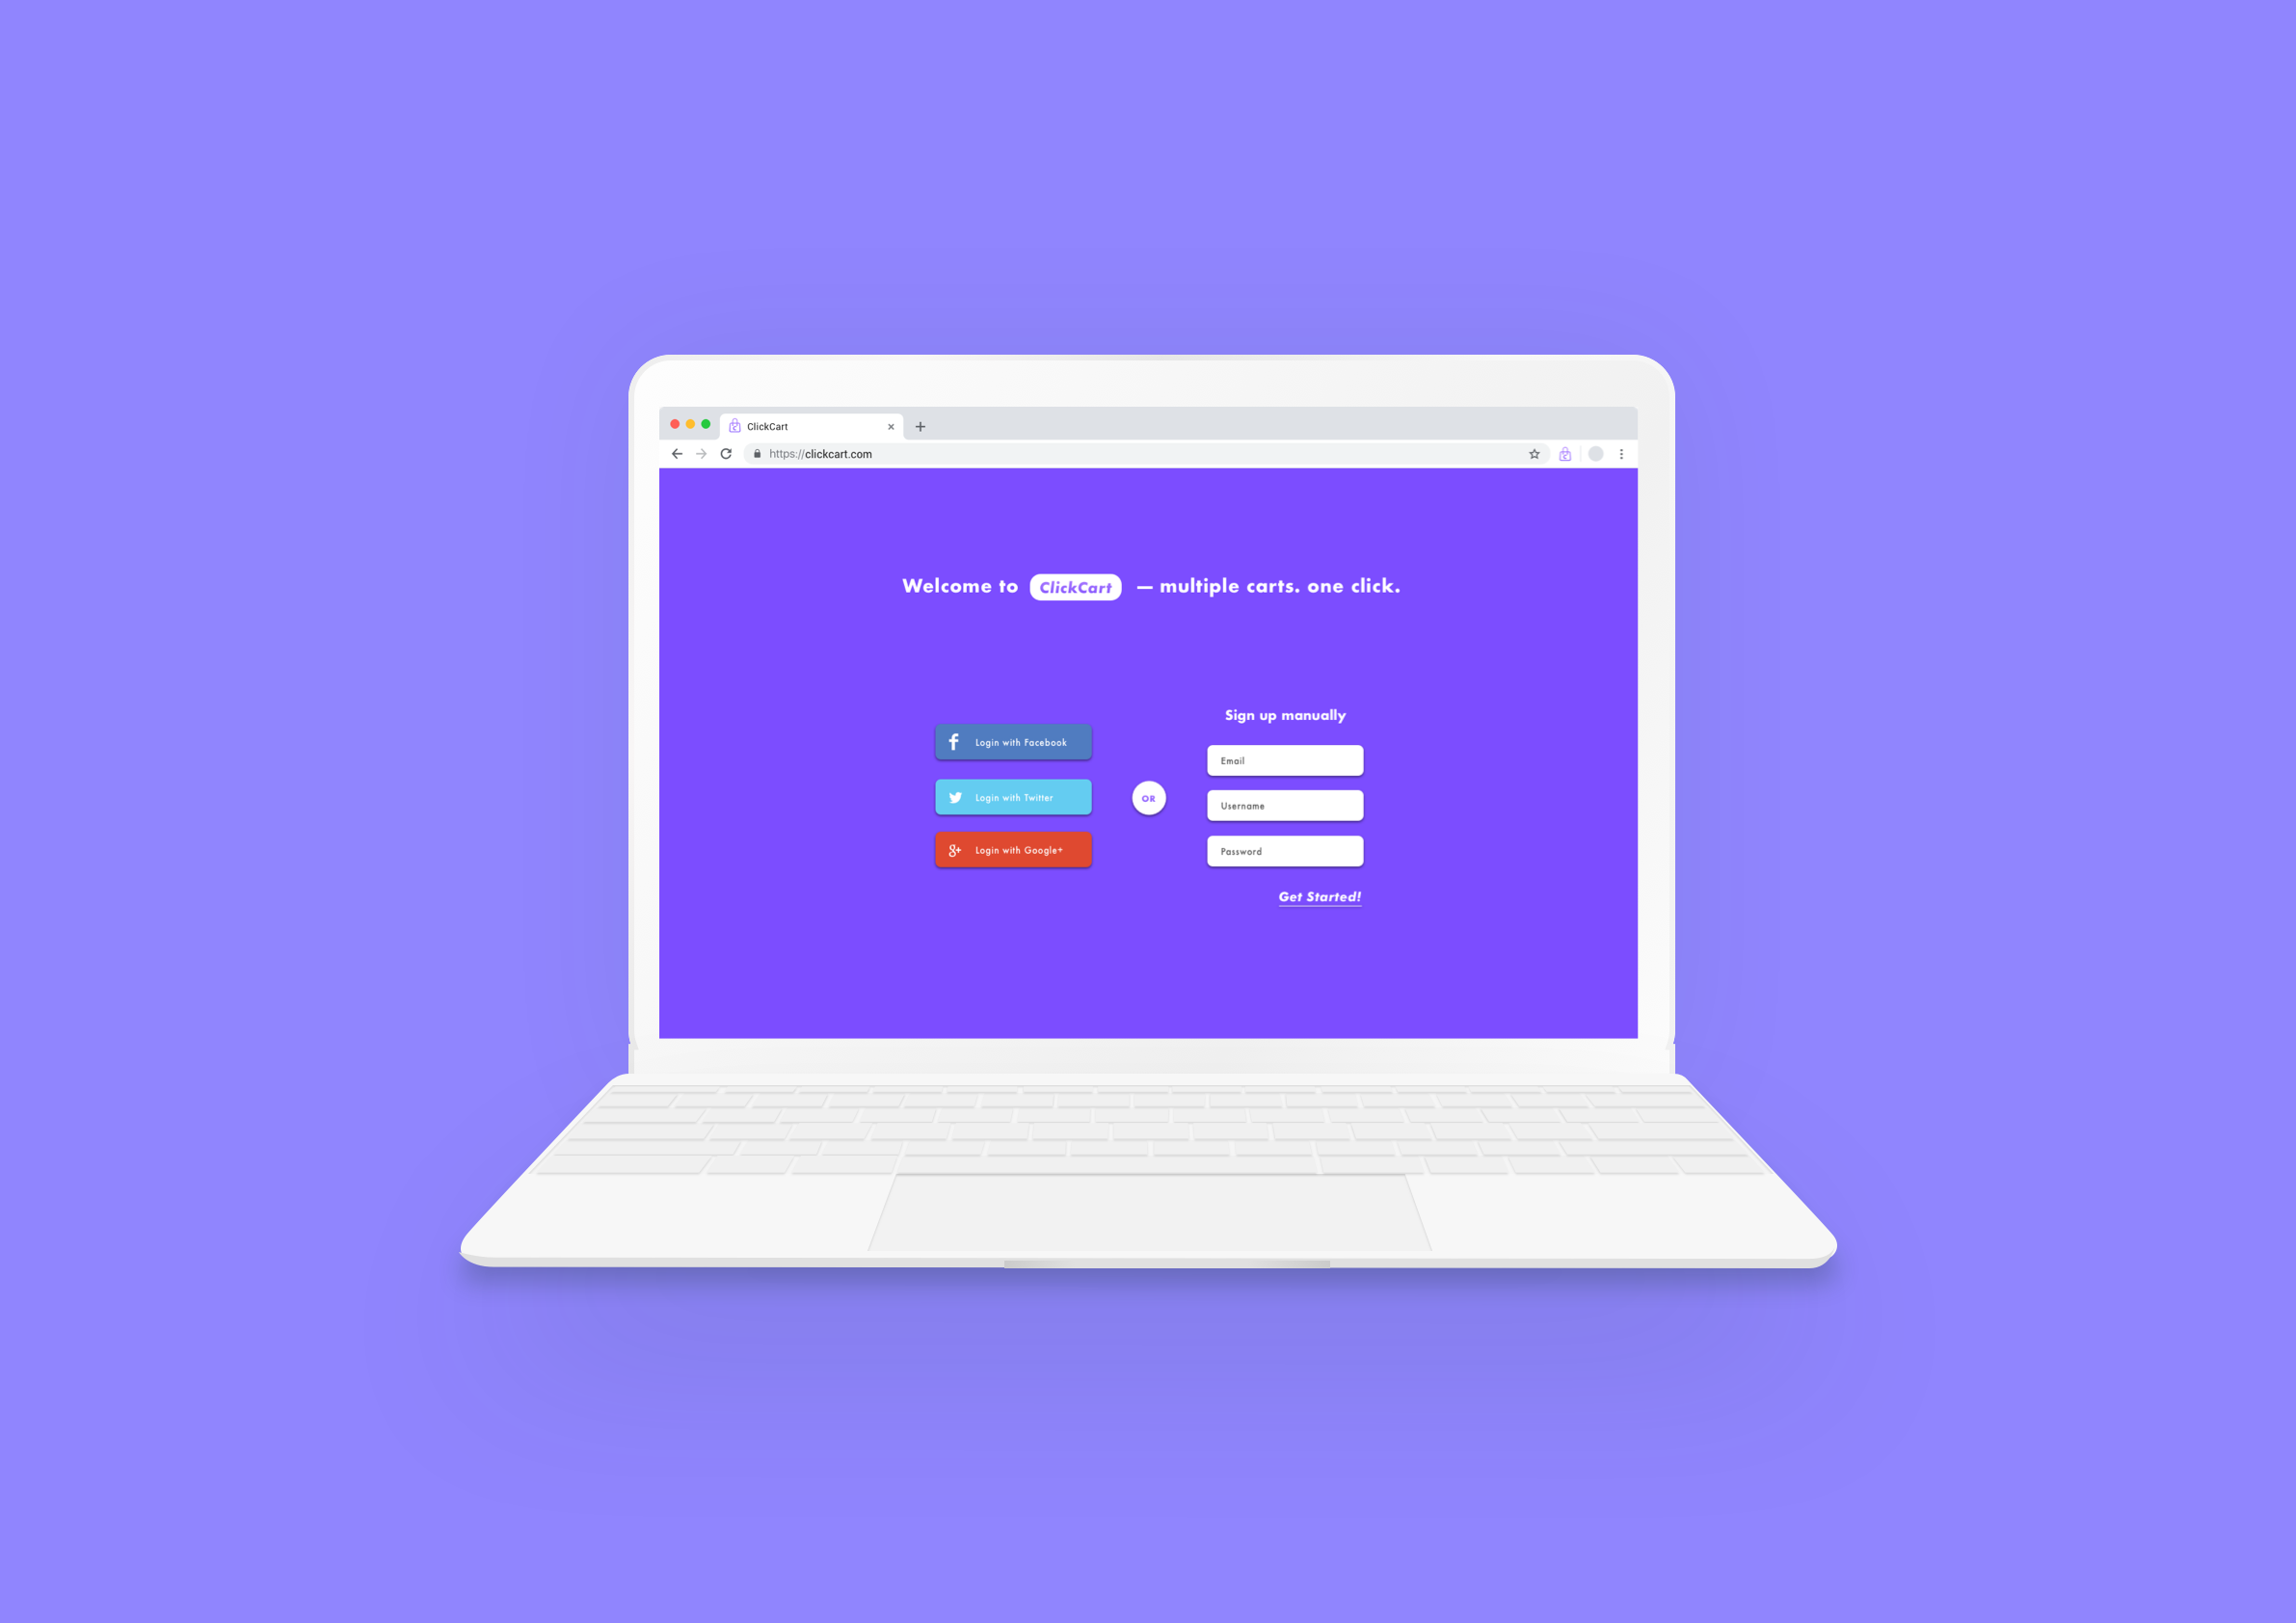 ClickCart
https://clickcart.com
Welcome to ClickCart — multiple carts. one click.
Login with Facebook
Login with Twitter
Login with Google+
OR
Sign up manually
Email
Username
Password
Get Started!